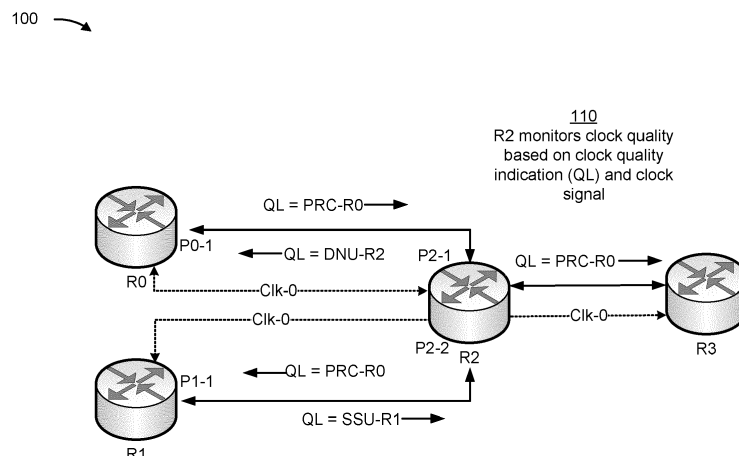 100
110
R2 monitors clock quality
based on clock quality
indication (QL) and clock
signal
QL = PRC-R0
P0-1
QL = DNU-R2
P2-1
QL = PRC-R0
R0
Clk-0
Clk-0
Clk-0
P2-2
R2
R3
QL = PRC-R0
P1-1
QL = SSU-R1
R1